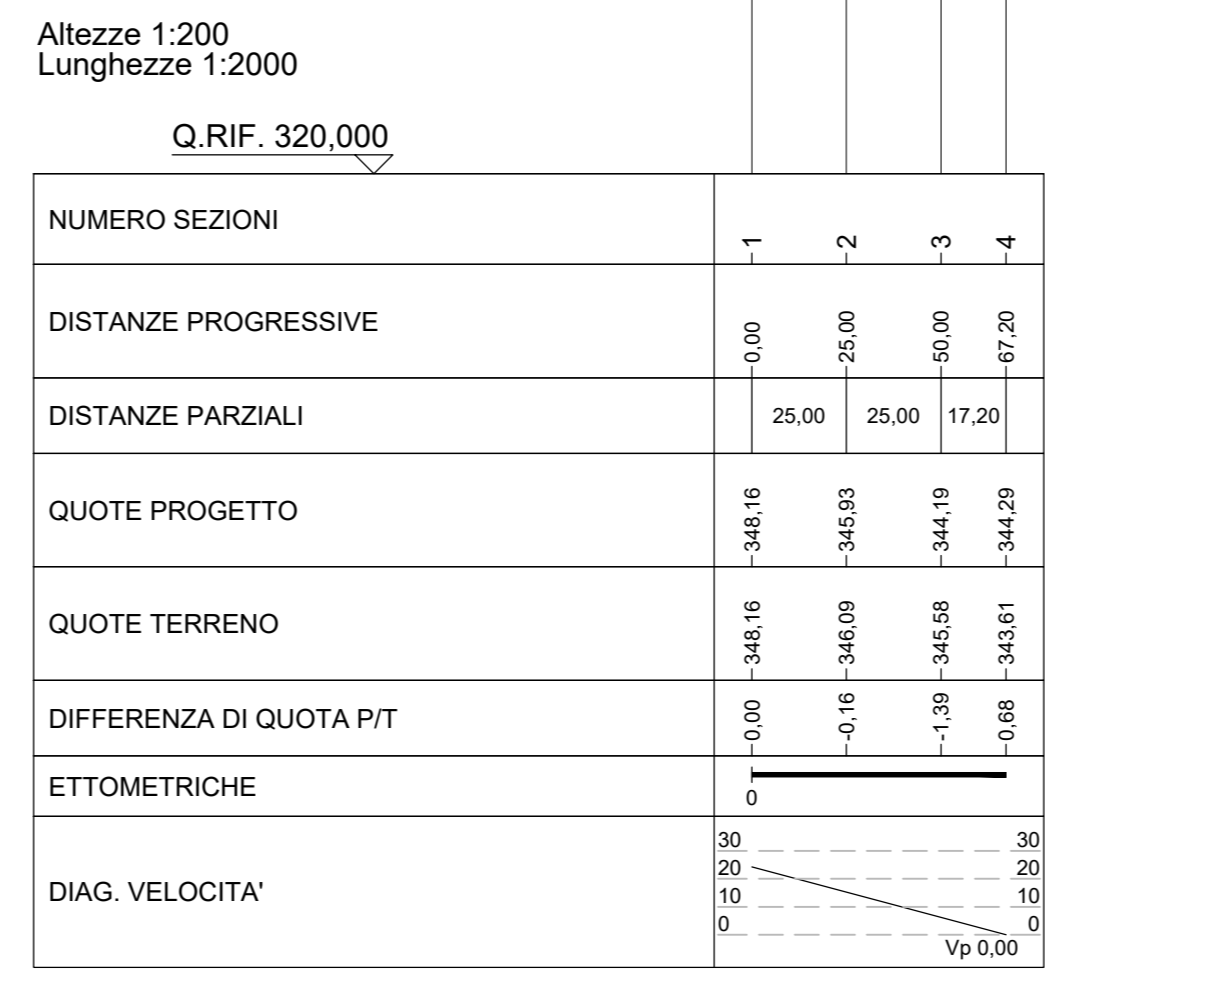 Altezze 1:200
Lunghezze 1:2000
Q.RIF. 320,000
NUMERO SEZIONI 1 2 3 4
DISTANZE PROGRESSIVE 0,00 25,00 50,00 67,20
DISTANZE PARZIALI 25,00 25,00 17,20
QUOTE PROGETTO 348,16 345,93 344,19 344,29
QUOTE TERRENO 348,16 346,09 345,58 343,61
DIFFERENZA DI QUOTA P/T 0,00 -0,16 -1,39 0,68
ETTOMETRICHE
0
30 30
20 20
DIAG. VELOCITA' 10 10
0 0
Vp 0,00